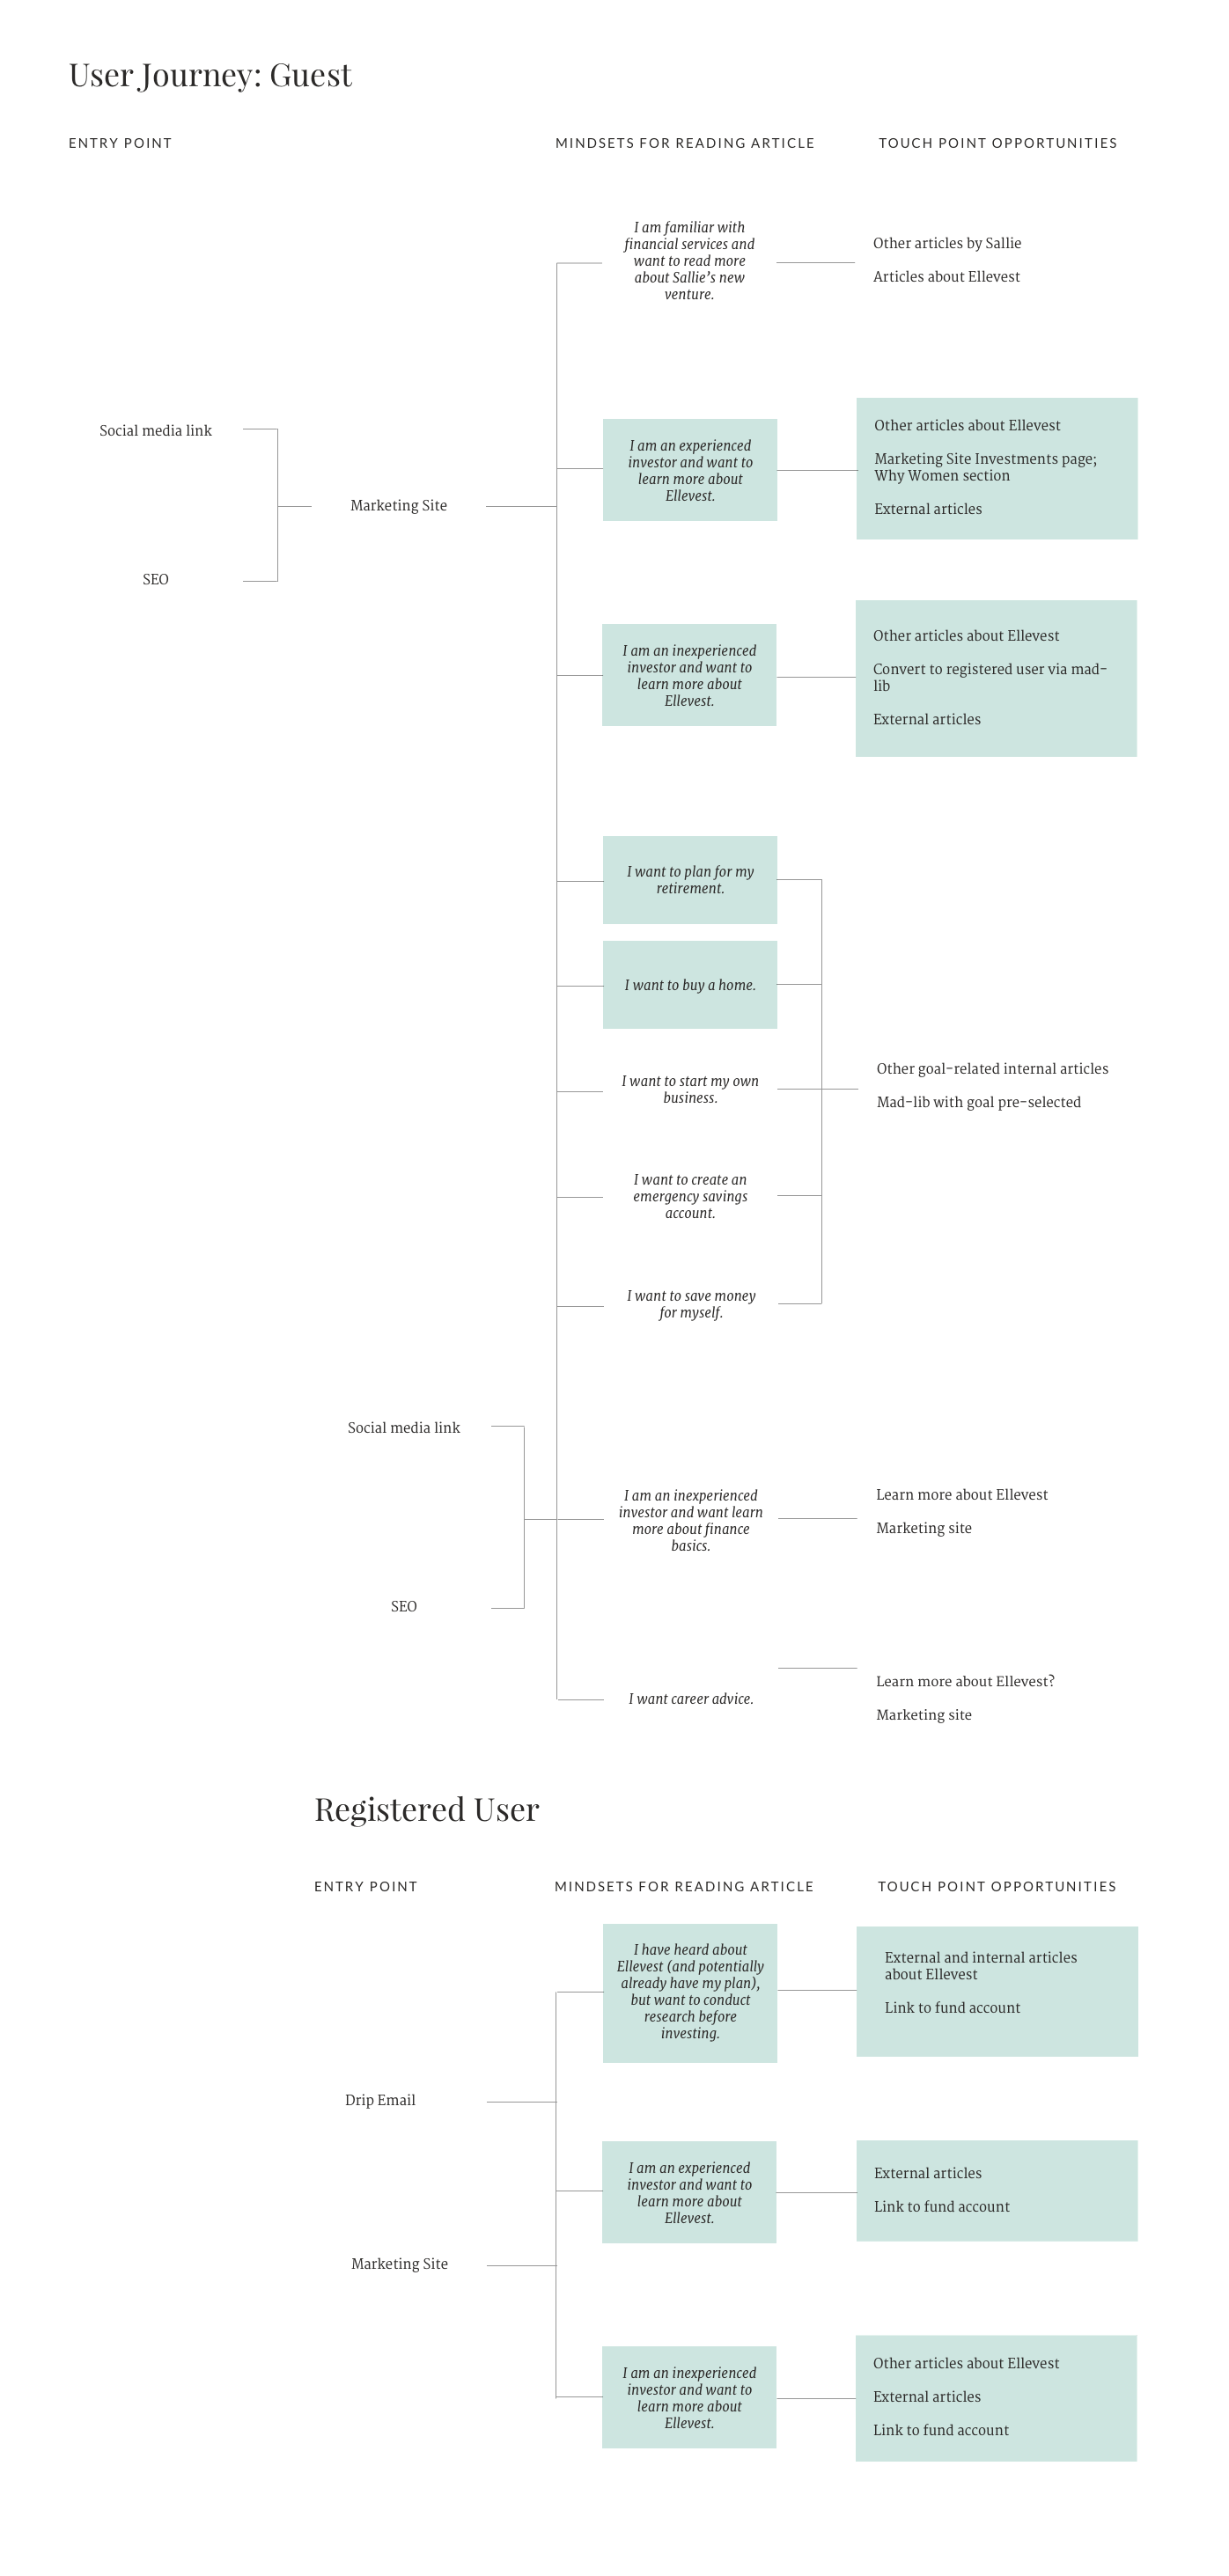 User Journey: Guest
ENTRY POINT
MINDSETS FOR READING ARTICLE
TOUCH POINT OPPORTUNITIES
I am familiar with
financial services and
want to read more
about Sallie’s new
venture.
Other articles by Sallie
Articles about Ellevest
Social media link
SEO
Marketing Site
I am an experienced
investor and want to
learn more about
Ellevest.
Other articles about Ellevest
Marketing Site Investments page;
Why Women section
External articles
I am an inexperienced
investor and want to
learn more about
Ellevest.
Other articles about Ellevest
Convert to registered user via mad-
lib
External articles
I want to plan for my
retirement.
I want to buy a home.
I want to start my own
business.
I want to create an
emergency savings
account.
I want to save money
for myself.
Other goal-related internal articles
Mad-lib with goal pre-selected
Social media link
SEO
I am an inexperienced
investor and want learn
more about finance
basics.
Learn more about Ellevest
Marketing site
I want career advice.
Learn more about Ellevest?
Marketing site
Registered User
ENTRY POINT
MINDSETS FOR READING ARTICLE
TOUCH POINT OPPORTUNITIES
I have heard about
Ellevest (and potentially
already have my plan),
but want to conduct
research before
investing.
External and internal articles
about Ellevest
Link to fund account
Drip Email
I am an experienced
investor and want to
learn more about
Ellevest.
External articles
Link to fund account
Marketing Site
I am an inexperienced
investor and want to
learn more about
Ellevest.
Other articles about Ellevest
External articles
Link to fund account